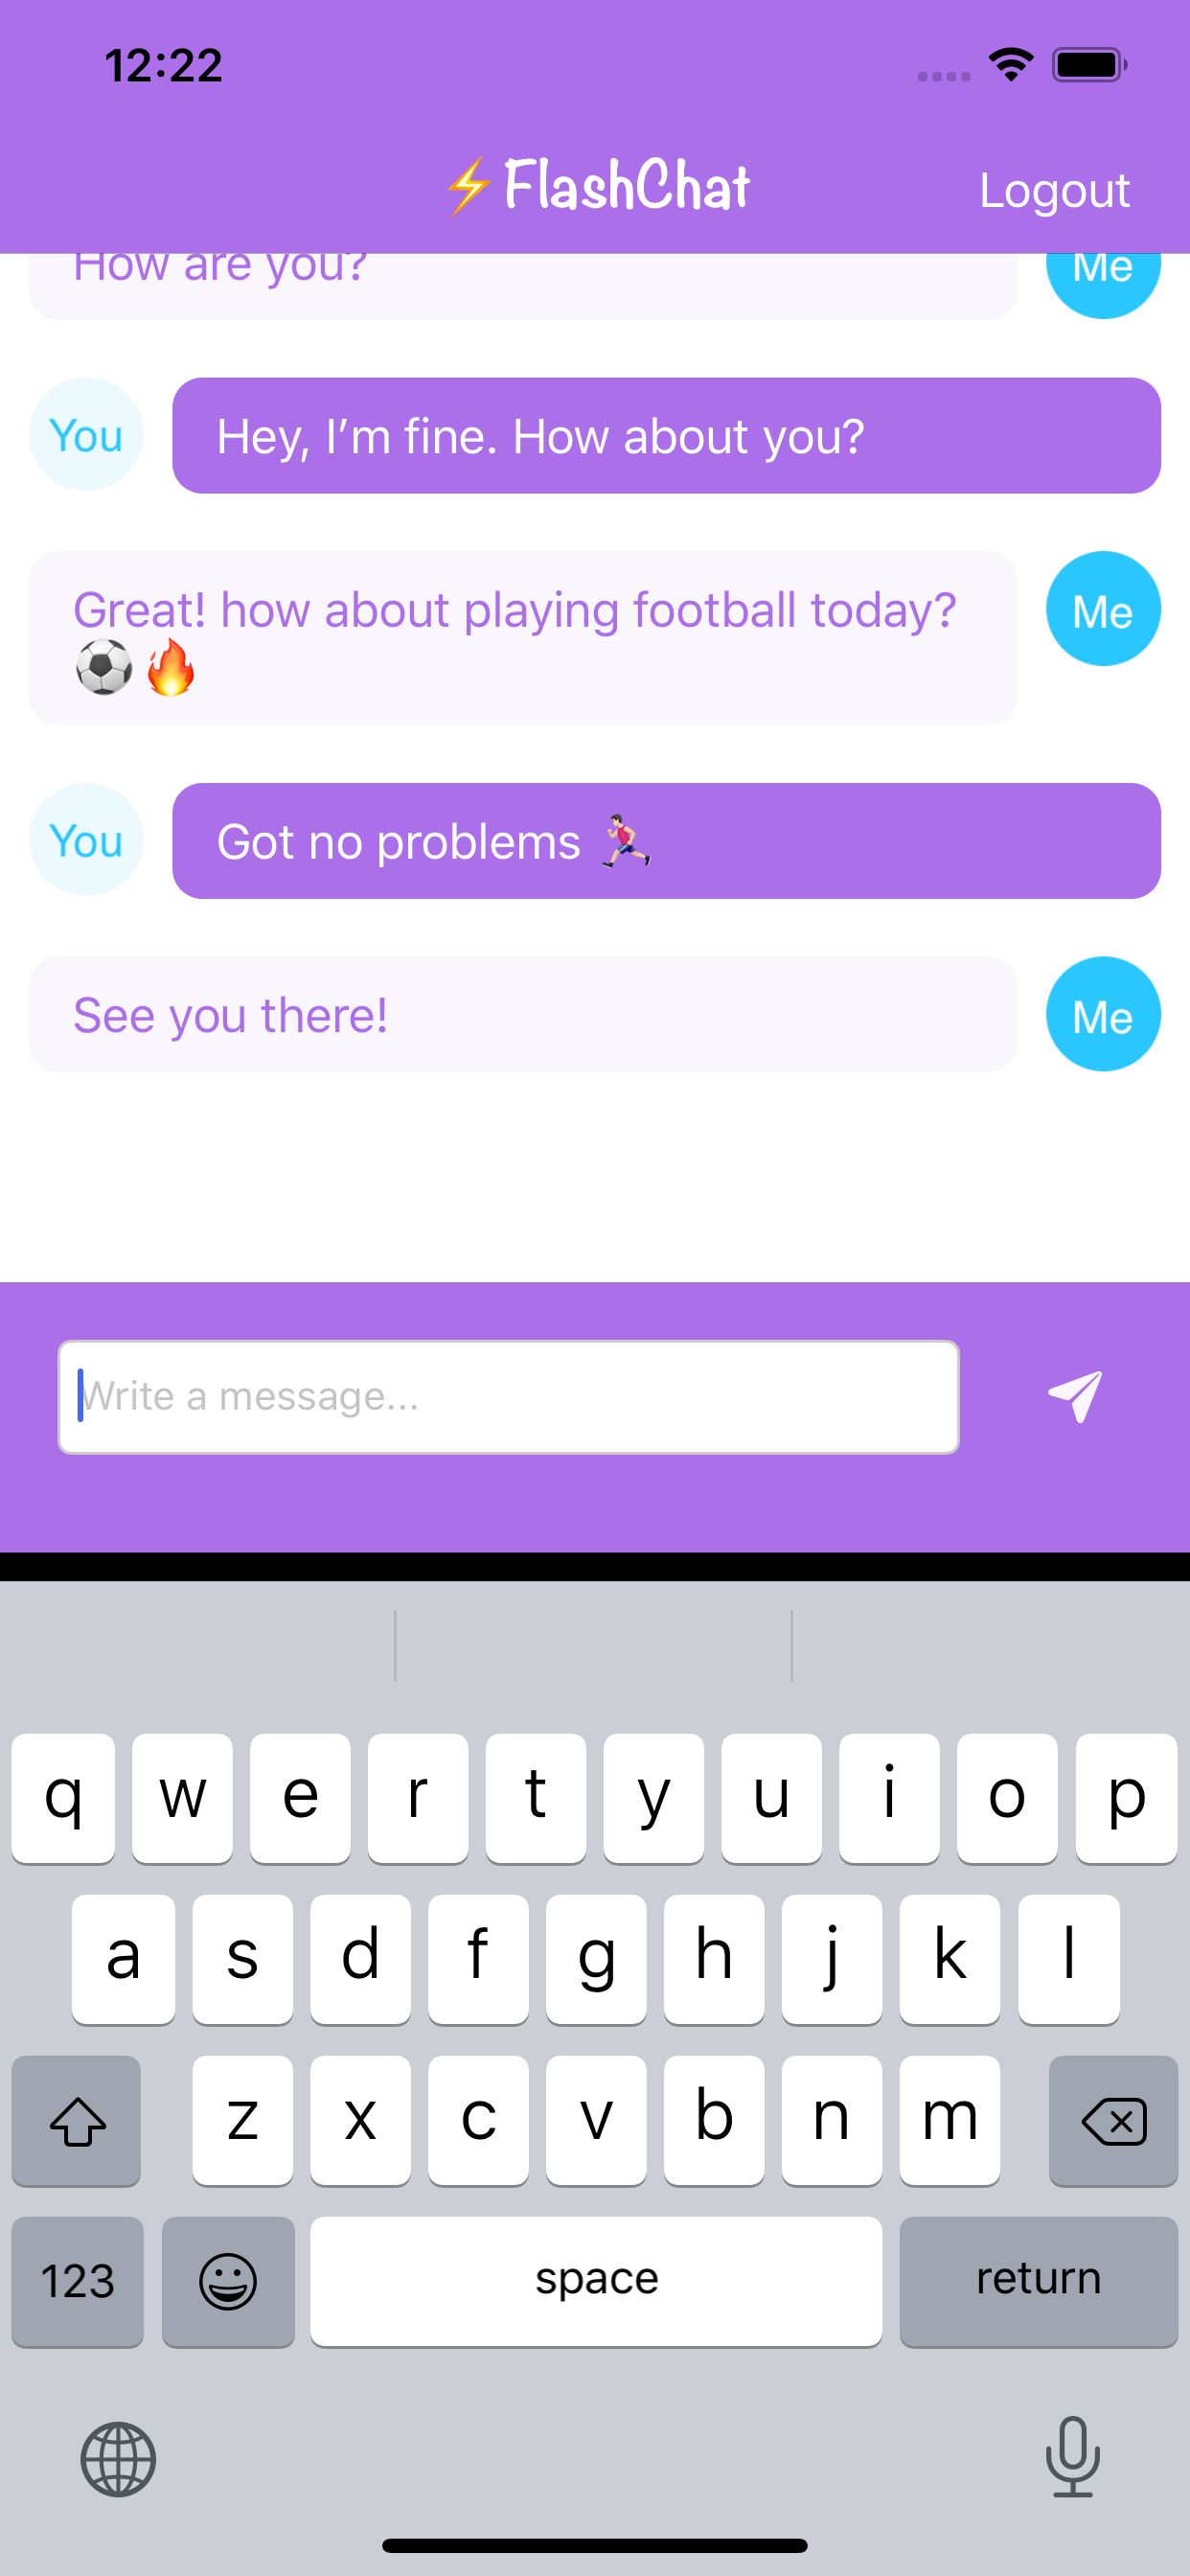 12:22
⚡FlashChat
Logout
How are you?
Me
You
Hey, I’m fine. How about you?
Great! how about playing football today?
⚽🔥
Me
You
Got no problems 🏃🏻‍♂️
See you there!
Me
Write a message...
q w e r t y u i o p
a s d f g h j k l
z x c v b n m
123
space
return